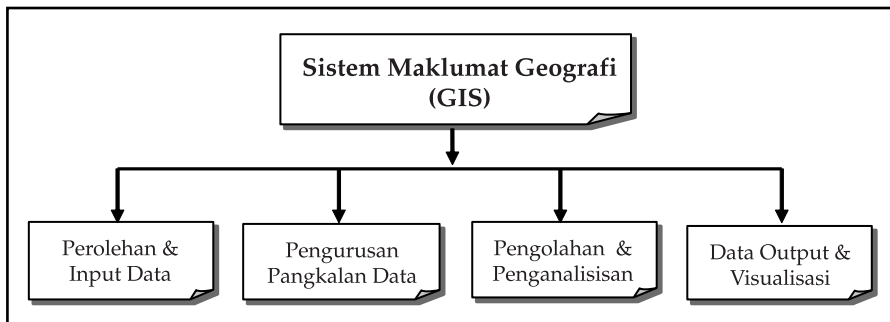 Sistem Maklumat Geografi
(GIS)
Perolehan &
Input Data
Pengurusan
Pangkalan Data
Pengolahan &
Penganalisisan
Data Output &
Visualisasi